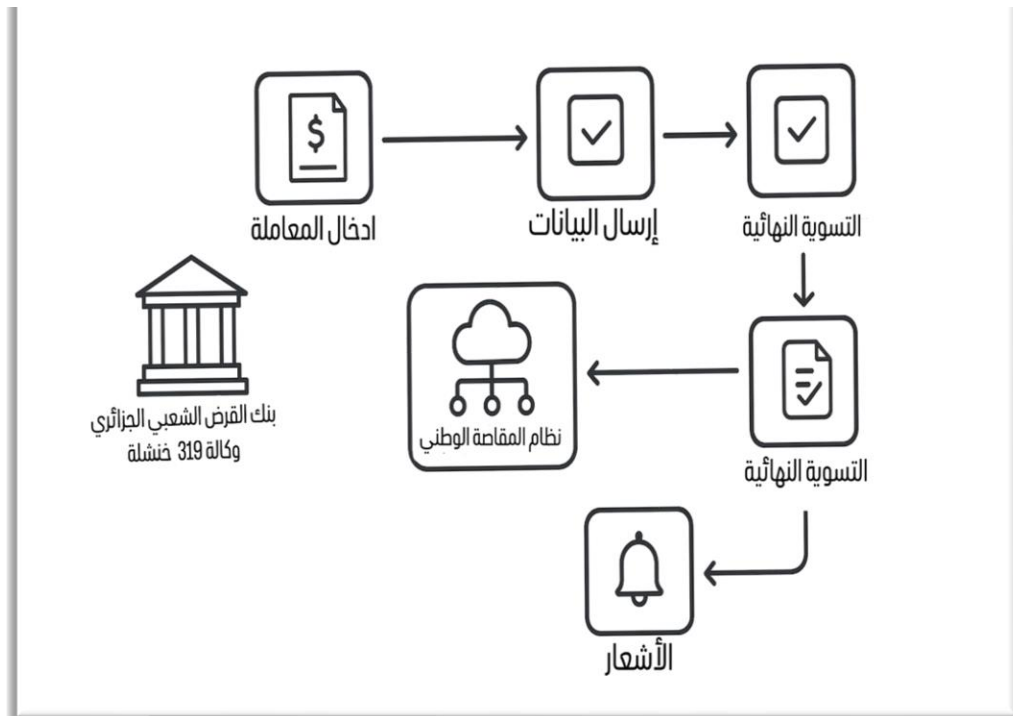 ادخال المعاملة
إرسال البيانات
التسوية النهائية
بنك القرض الشعبي الجزائري
وكالة 319 خنشلة
نظام المقاصة الوطني
التسوية النهائية
الأشعار